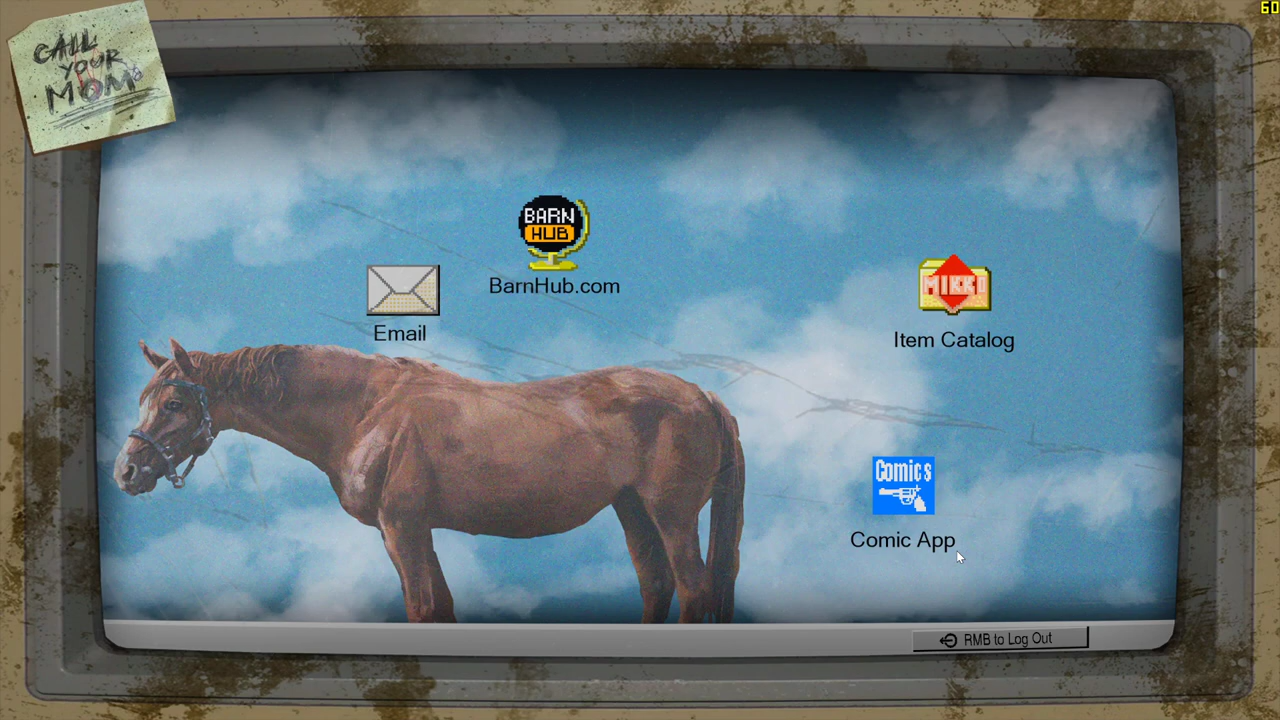 60
CALL
YOUR
MOM
BARN
HUB
BarnHub.com
Email
MIKKO
Item Catalog
Comics
Comic App
RMB to Log Out